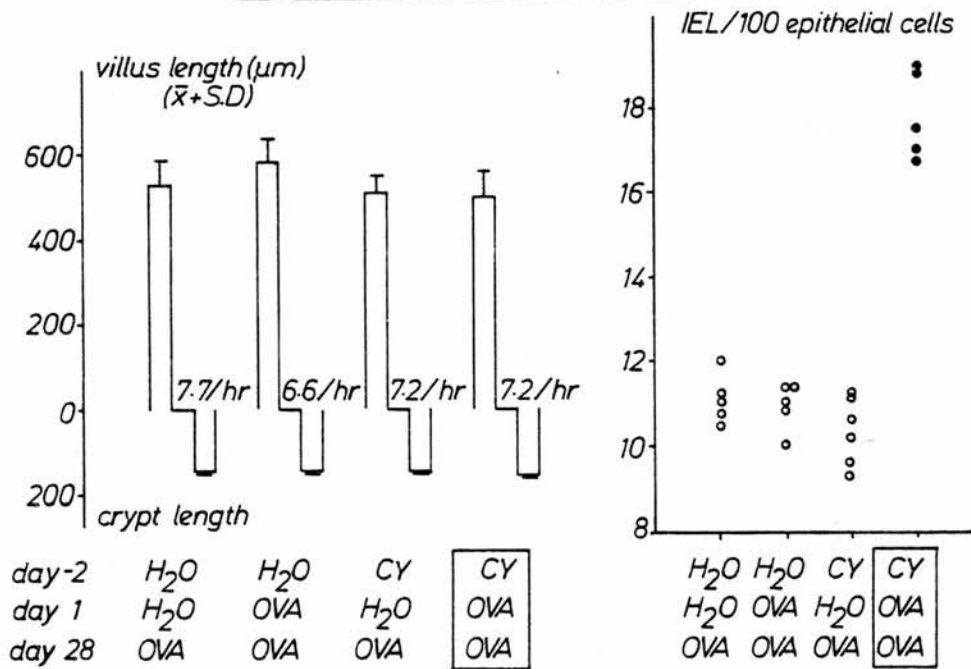 villus length (μm)
(x̄+S.D)
600
400
200
0
200
7.7/hr
6.6/hr
7.2/hr
7.2/hr
crypt length
day-2 H₂O H₂O CY CY
day 1 H₂O OVA H₂O OVA
day 28 OVA OVA OVA OVA
IEL/100 epithelial cells
18
16
14
12
10
8
H₂O H₂O CY CY
H₂O OVA H₂O OVA
OVA OVA OVA OVA